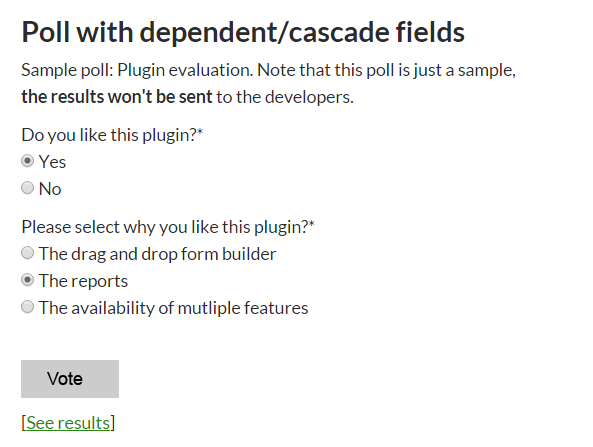 Poll with dependent/cascade fields
Sample poll: Plugin evaluation. Note that this poll is just a sample,
the results won't be sent to the developers.
Do you like this plugin?*
Yes
No
Please select why you like this plugin?*
The drag and drop form builder
The reports
The availability of mutliple features
Vote
[See results]